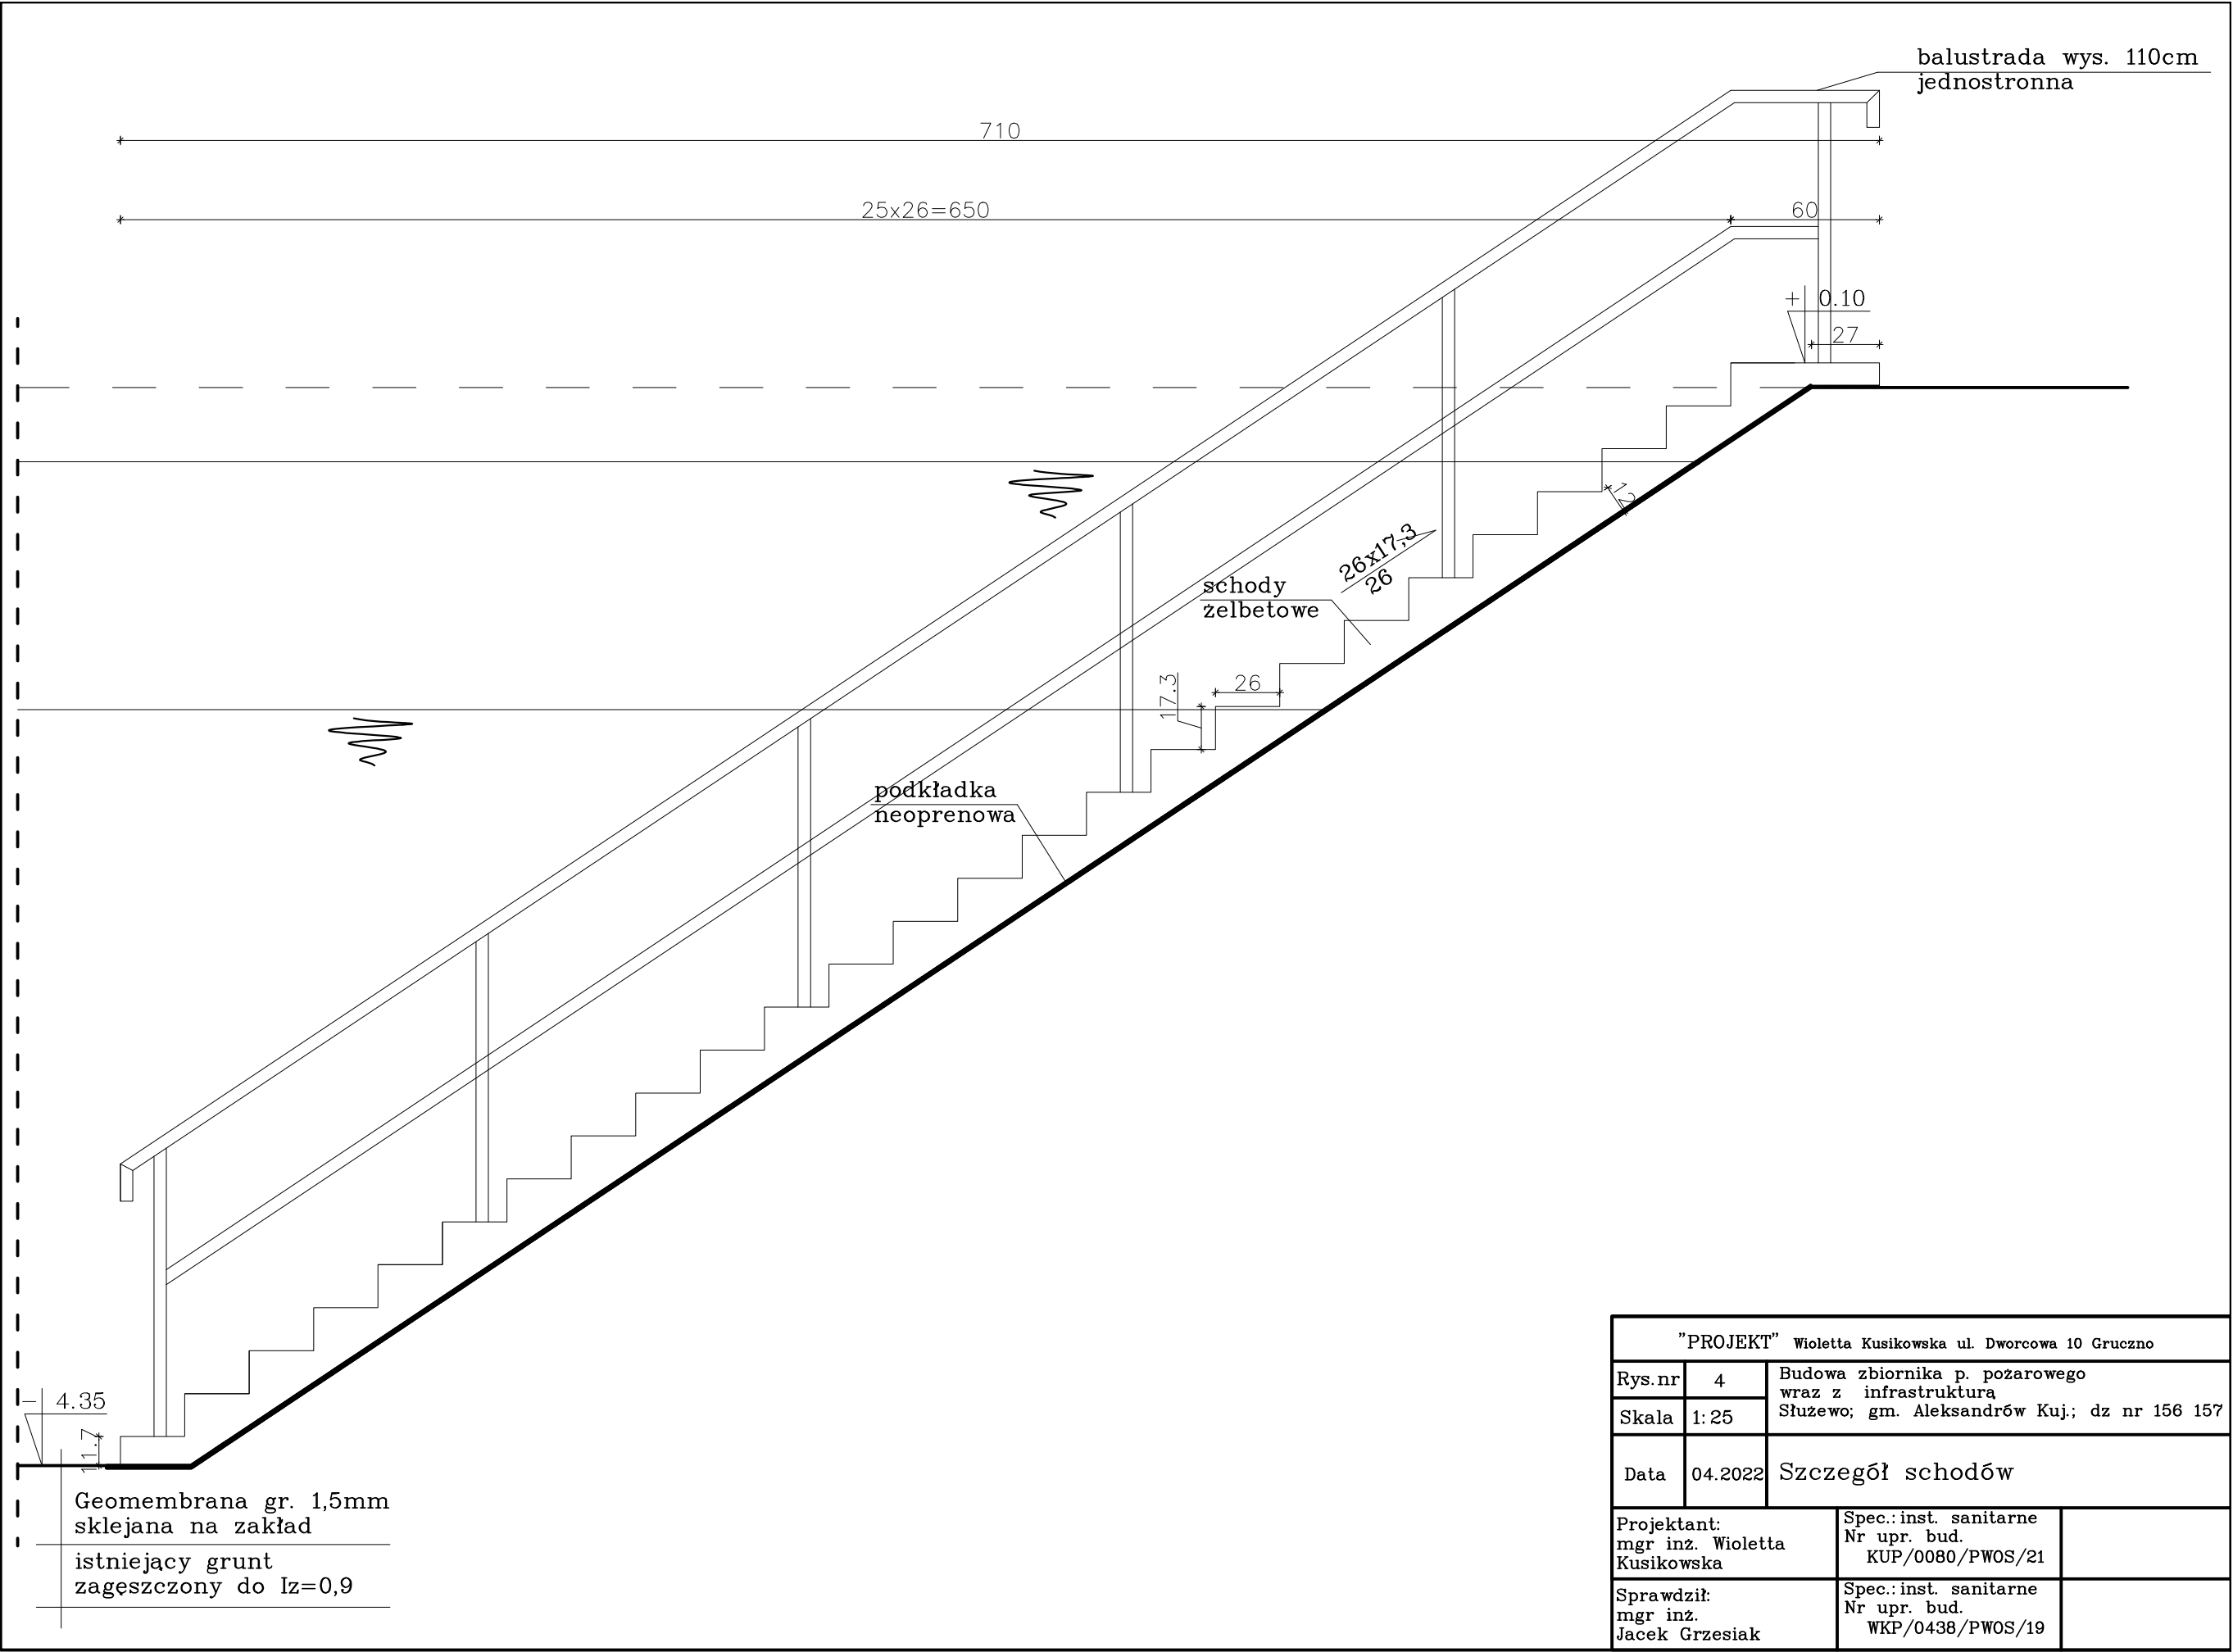 balustrada wys. 110cm
jednostronna
710
25x26=650
60
+ 0.10
27
12
26x17,3
26
schody
żelbetowe
17.3
26
podkładka
neoprenowa
- 4.35
11.7
Geomembrana gr. 1,5mm
sklejana na zakład
istniejący grunt
zagęszczony do Iz=0,9
"PROJEKT" Wioletta Kusikowska ul. Dworcowa 10 Gruczno
Rys.nr 4
Skala 1:25
Budowa zbiornika p. pożarowego
wraz z infrastrukturą
Służewo; gm. Aleksandrów Kuj.; dz nr 156 157
Data 04.2022 Szczegół schodów
Projektant:
mgr inż. Wioletta
Kusikowska
Spec.: inst. sanitarne
Nr upr. bud.
KUP/0080/PWOS/21
Sprawdził:
mgr inż.
Jacek Grzesiak
Spec.: inst. sanitarne
Nr upr. bud.
WKP/0438/PWOS/19